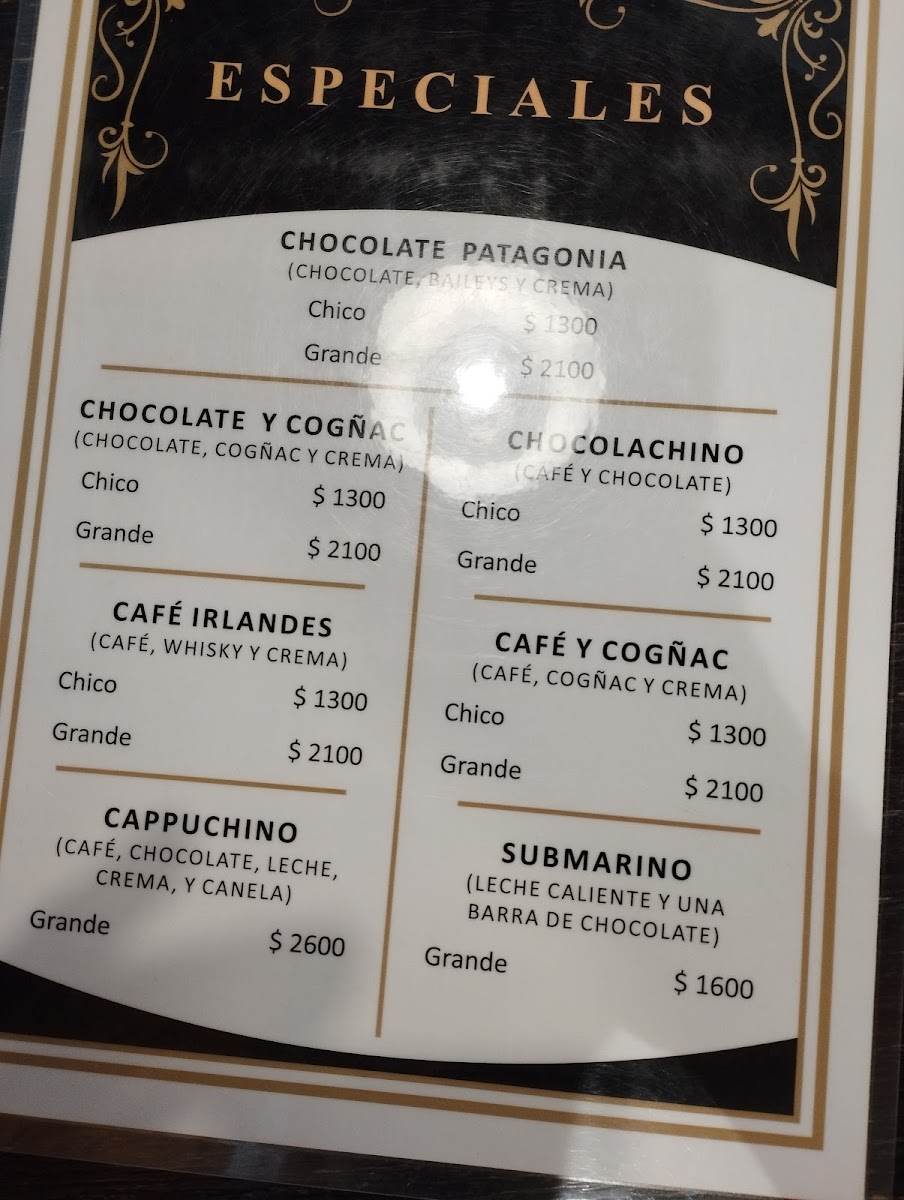 ESPECIALES
CHOCOLATE PATAGONIA
(CHOCOLATE, BAILEYS Y CREMA)
Chico $ 1300
Grande $ 2100
CHOCOLATE Y COGÑAC
(CHOCOLATE, COGÑAC Y CREMA)
Chico $ 1300
Grande $ 2100
CHOCOLACHINO
(CAFÉ Y CHOCOLATE)
Chico $ 1300
Grande $ 2100
CAFÉ IRLANDES
(CAFÉ, WHISKY Y CREMA)
Chico $ 1300
Grande $ 2100
CAFÉ Y COGÑAC
(CAFÉ, COGÑAC Y CREMA)
Chico $ 1300
Grande $ 2100
CAPPUCHINO
(CAFÉ, CHOCOLATE, LECHE,
CREMA, Y CANELA)
Grande $ 2600
SUBMARINO
(LECHE CALIENTE Y UNA
BARRA DE CHOCOLATE)
Grande $ 1600